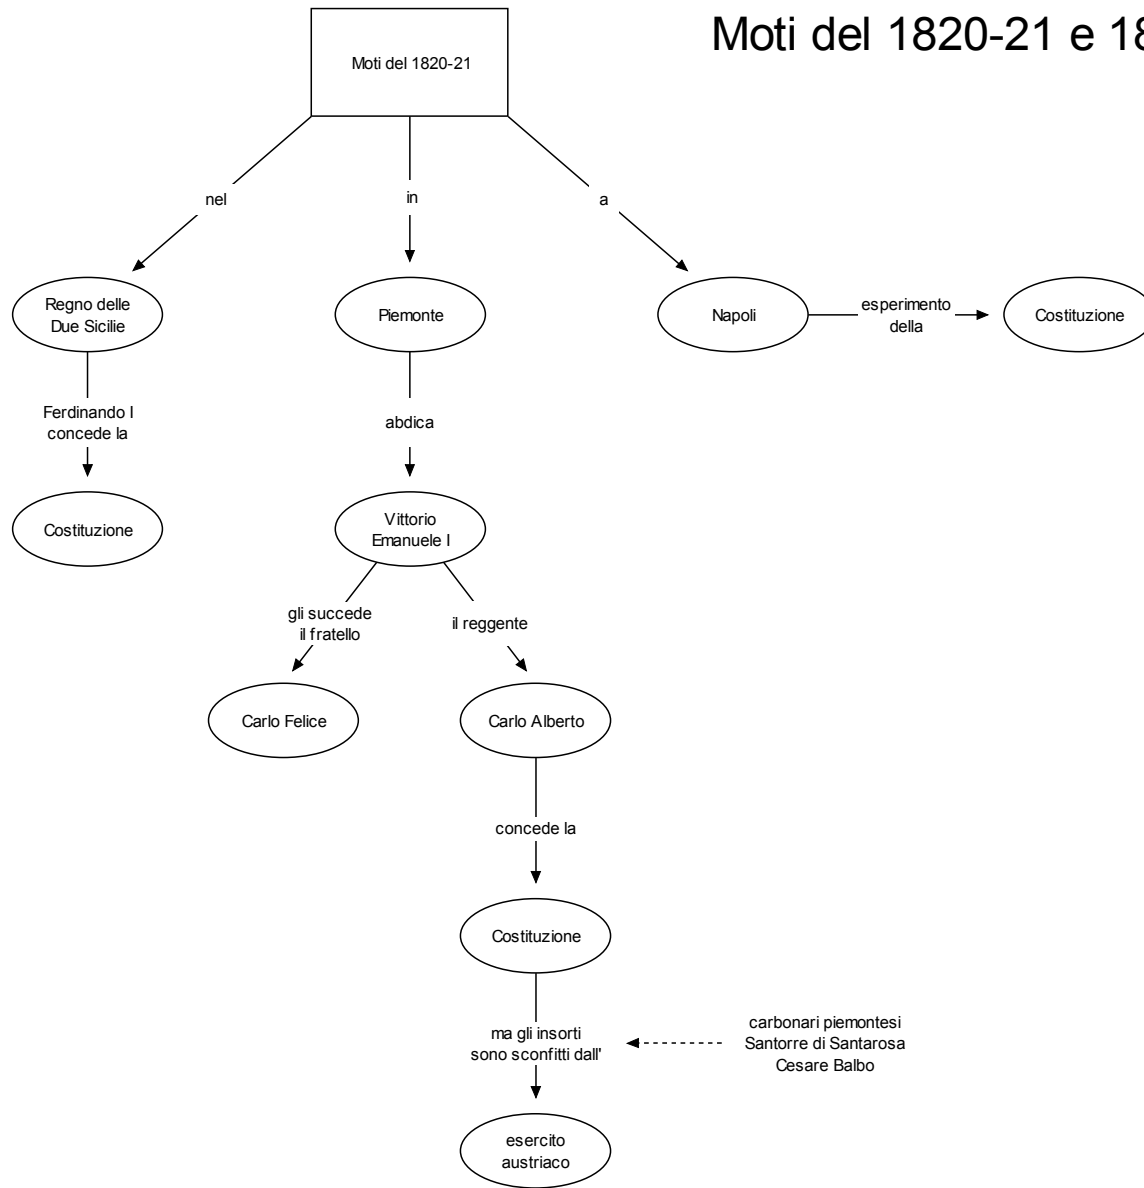 Moti del 1820-21 e 18
Moti del 1820-21
nel
in
a
Regno delle
Due Sicilie
Piemonte
Napoli
esperimento
della
Costituzione
Ferdinando I
concede la
abdica
Costituzione
Vittorio
Emanuele I
gli succede
il fratello
il reggente
Carlo Felice
Carlo Alberto
concede la
Costituzione
ma gli insorti
sono sconfitti dall'
carbonari piemontesi
Santorre di Santarosa
Cesare Balbo
esercito
austriaco